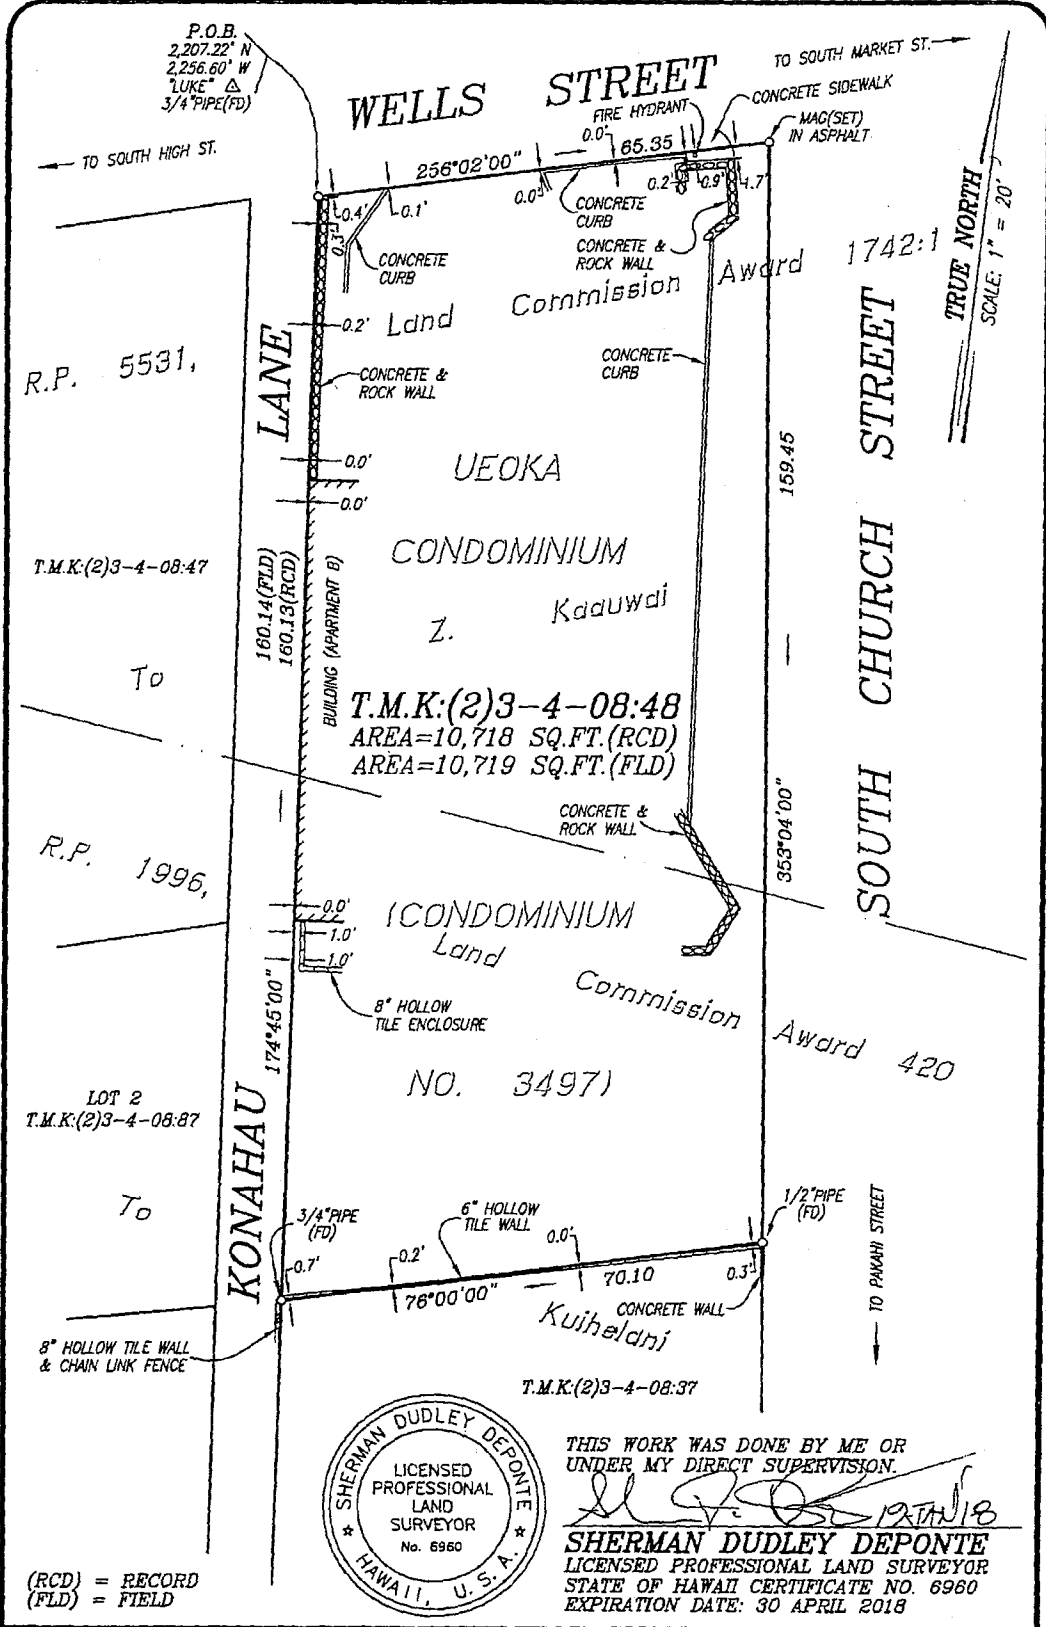 P.O.B.
2,207.22' N
2,256.60' W
"LUKE" △
3/4"PIPE(FD)
WELLS STREET
TO SOUTH MARKET ST.
CONCRETE SIDEWALK
FIRE HYDRANT
MAG(SET)
IN ASPHALT
TO SOUTH HIGH ST.
256°02'00"
0.0'
65.35
0.4'
0.1'
0.0'
0.2'
0.9'
1.7'
0.3'
CONCRETE
CURB
CONCRETE
CURB
CONCRETE &
ROCK WALL
TRUE NORTH
SCALE: 1" = 20'
Land Commission Award 1742:1
0.2'
R.P. 5531,
CONCRETE &
ROCK WALL
CONCRETE
CURB
KONAHAU LANE
SOUTH CHURCH STREET
0.0'
0.0'
159.45
353°04'00"
UEOKA
CONDOMINIUM
Z. Kaauwai
T.M.K:(2)3-4-08:47
160.14(FLD)
160.13(RCD)
BUILDING (APARTMENT B)
To
T.M.K:(2)3-4-08:48
AREA=10,718 SQ.FT.(RCD)
AREA=10,719 SQ.FT.(FLD)
CONCRETE &
ROCK WALL
R.P. 1996,
0.0'
1.0'
1.0'
(CONDOMINIUM
Land Commission Award 420
8" HOLLOW
TILE ENCLOSURE
174°45'00"
NO. 3497)
LOT 2
T.M.K:(2)3-4-08:87
To
3/4"PIPE
(FD)
6" HOLLOW
TILE WALL
1/2"PIPE
(FD)
TO PAKAHI STREET
0.7'
0.2'
0.0'
0.3'
76°00'00"
70.10
CONCRETE WALL
Kuihelani
8" HOLLOW TILE WALL
& CHAIN LINK FENCE
T.M.K:(2)3-4-08:37
SHERMAN DUDLEY DEPONTE
LICENSED
PROFESSIONAL
LAND
SURVEYOR
No. 6960
★ HAWAII, U.S.A. ★
THIS WORK WAS DONE BY ME OR
UNDER MY DIRECT SUPERVISION.
12JAN18
SHERMAN DUDLEY DEPONTE
LICENSED PROFESSIONAL LAND SURVEYOR
STATE OF HAWAII CERTIFICATE NO. 6960
EXPIRATION DATE: 30 APRIL 2018
(RCD) = RECORD
(FLD) = FIELD